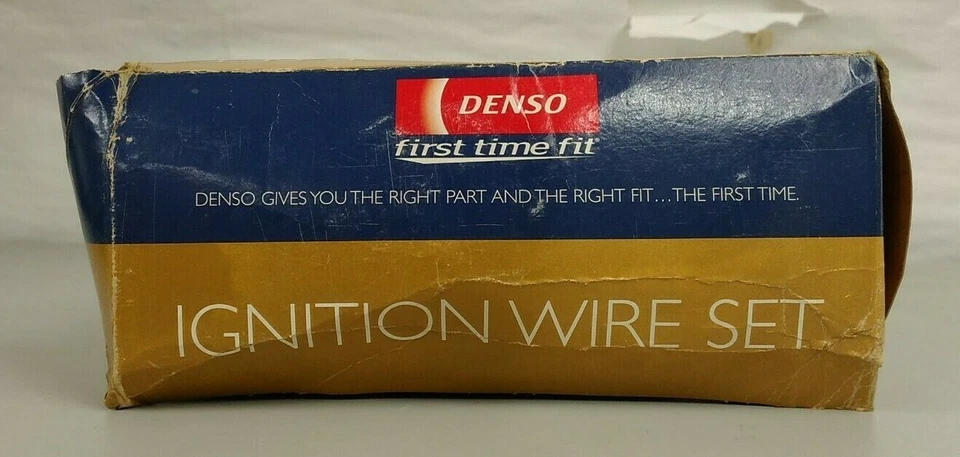 DENSO
first time fit®
DENSO GIVES YOU THE RIGHT PART AND THE RIGHT FIT...THE FIRST TIME.
IGNITION WIRE SET